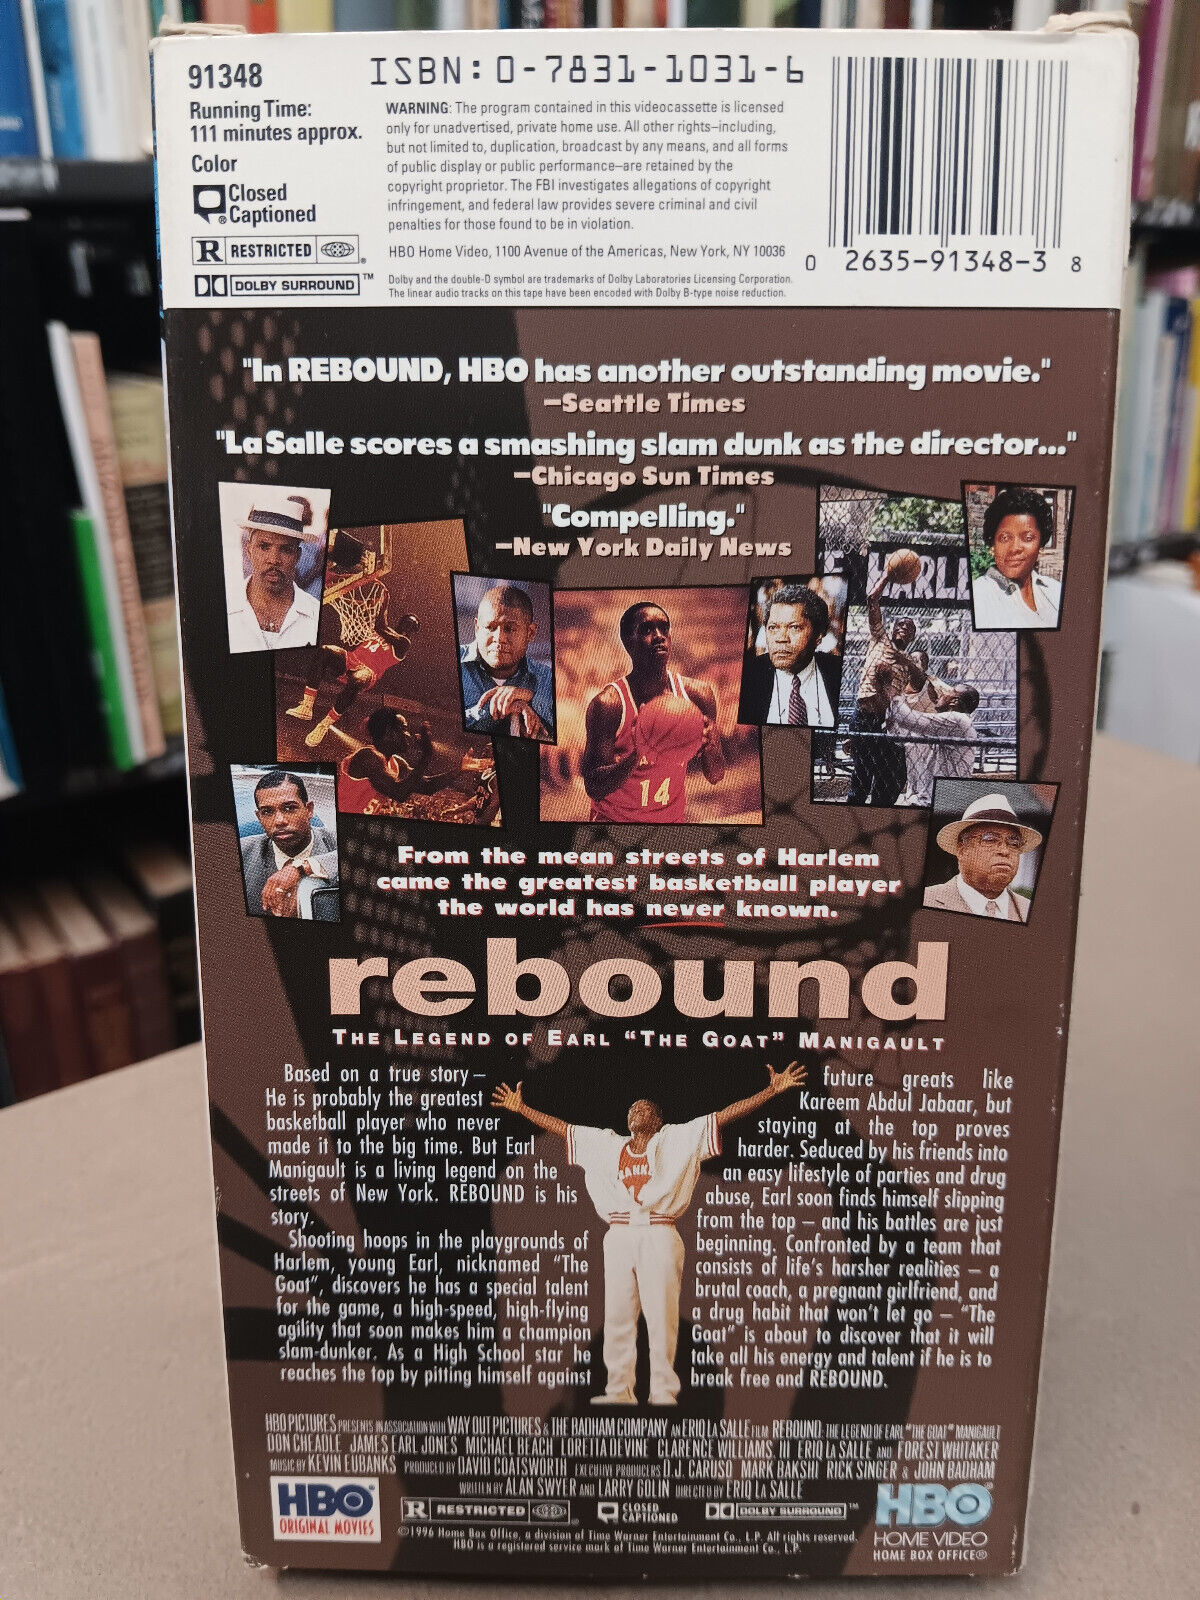 91348
ISBN: 0-7831-1031-6
Running Time:
111 minutes approx.
Color
Closed
Captioned
®
R RESTRICTED ®
DOLBY SURROUND ™
WARNING: The program contained in this videocassette is licensed
only for unadvertised, private home use. All other rights–including,
but not limited to, duplication, broadcast by any means, and all forms
of public display or public performance–are retained by the
copyright proprietor. The FBI investigates allegations of copyright
infringement, and federal law provides severe criminal and civil
penalties for those found to be in violation.
HBO Home Video, 1100 Avenue of the Americas, New York, NY 10036
Dolby and the double-D symbol are trademarks of Dolby Laboratories Licensing Corporation.
The linear audio tracks on this tape have been encoded with Dolby B-type noise reduction.
0 2635-91348-3 8
"In REBOUND, HBO has another outstanding movie."
–Seattle Times
"La Salle scores a smashing slam dunk as the director..."
–Chicago Sun Times
"Compelling."
–New York Daily News
HARL
14
14
From the mean streets of Harlem
came the greatest basketball player
the world has never known.
rebound
THE LEGEND OF EARL "THE GOAT" MANIGAULT
Based on a true story –
He is probably the greatest
basketball player who never
made it to the big time. But Earl
Manigault is a living legend on the
streets of New York. REBOUND is his
story.
Shooting hoops in the playgrounds of
Harlem, young Earl, nicknamed "The
Goat", discovers he has a special talent
for the game, a high-speed, high-flying
agility that soon makes him a champion
slam-dunker. As a High School star he
reaches the top by pitting himself against
future greats like
Kareem Abdul Jabaar, but
staying at the top proves
harder. Seduced by his friends into
an easy lifestyle of parties and drug
abuse, Earl soon finds himself slipping
from the top – and his battles are just
beginning. Confronted by a team that
consists of life's harsher realities – a
brutal coach, a pregnant girlfriend, and
a drug habit that won't let go – "The
Goat" is about to discover that it will
take all his energy and talent if he is to
break free and REBOUND.
HBO PICTURES PRESENTS IN ASSOCIATION WITH WAY OUT PICTURES & THE BADHAM COMPANY AN ERIQ LA SALLE FILM REBOUND: THE LEGEND OF EARL "THE GOAT" MANIGAULT
DON CHEADLE JAMES EARL JONES MICHAEL BEACH LORETTA DEVINE CLARENCE WILLIAMS, III ERIQ LA SALLE AND FOREST WHITAKER
MUSIC BY KEVIN EUBANKS PRODUCED BY DAVID COATSWORTH EXECUTIVE PRODUCERS D.J. CARUSO MARK BAKSHI RICK SINGER & JOHN BADHAM
WRITTEN BY ALAN SWYER AND LARRY GOLIN DIRECTED BY ERIQ LA SALLE
HBO®
ORIGINAL MOVIES
R RESTRICTED ®
CLOSED
CAPTIONED
DOLBY SURROUND ™
©1996 Home Box Office, a division of Time Warner Entertainment Co., L.P. All rights reserved.
HBO is a registered service mark of Time Warner Entertainment Co., L.P.
HBO®
HOME VIDEO
HOME BOX OFFICE®